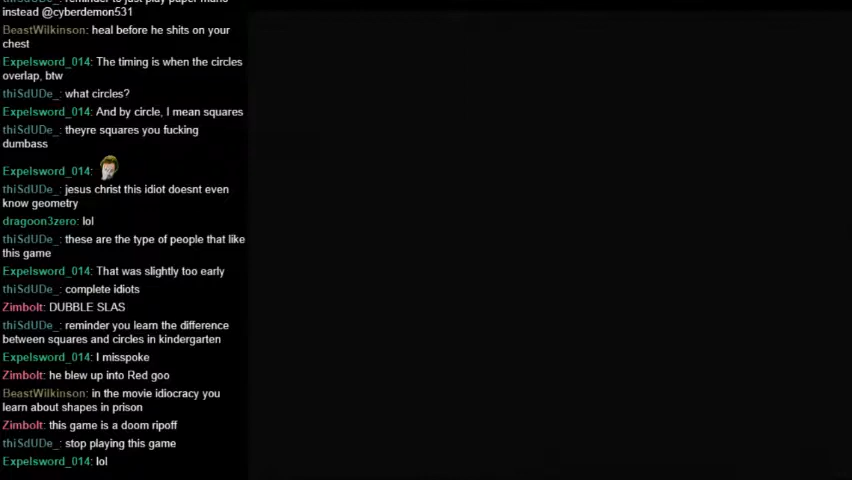 reminder to just play paper mario
instead @cyberdemon531
BeastWilkinson: heal before he shits on your
chest
Expelsword_014: The timing is when the circles
overlap, btw
thiSdUDe_: what circles?
Expelsword_014: And by circle, I mean squares
thiSdUDe_: theyre squares you fucking
dumbass
Expelsword_014:
thiSdUDe_: jesus christ this idiot doesnt even
know geometry
dragoon3zero: lol
thiSdUDe_: these are the type of people that like
this game
Expelsword_014: That was slightly too early
thiSdUDe_: complete idiots
Zimbolt: DUBBLE SLAS
thiSdUDe_: reminder you learn the difference
between squares and circles in kindergarten
Expelsword_014: I misspoke
Zimbolt: he blew up into Red goo
BeastWilkinson: in the movie idiocracy you
learn about shapes in prison
Zimbolt: this game is a doom ripoff
thiSdUDe_: stop playing this game
Expelsword_014: lol